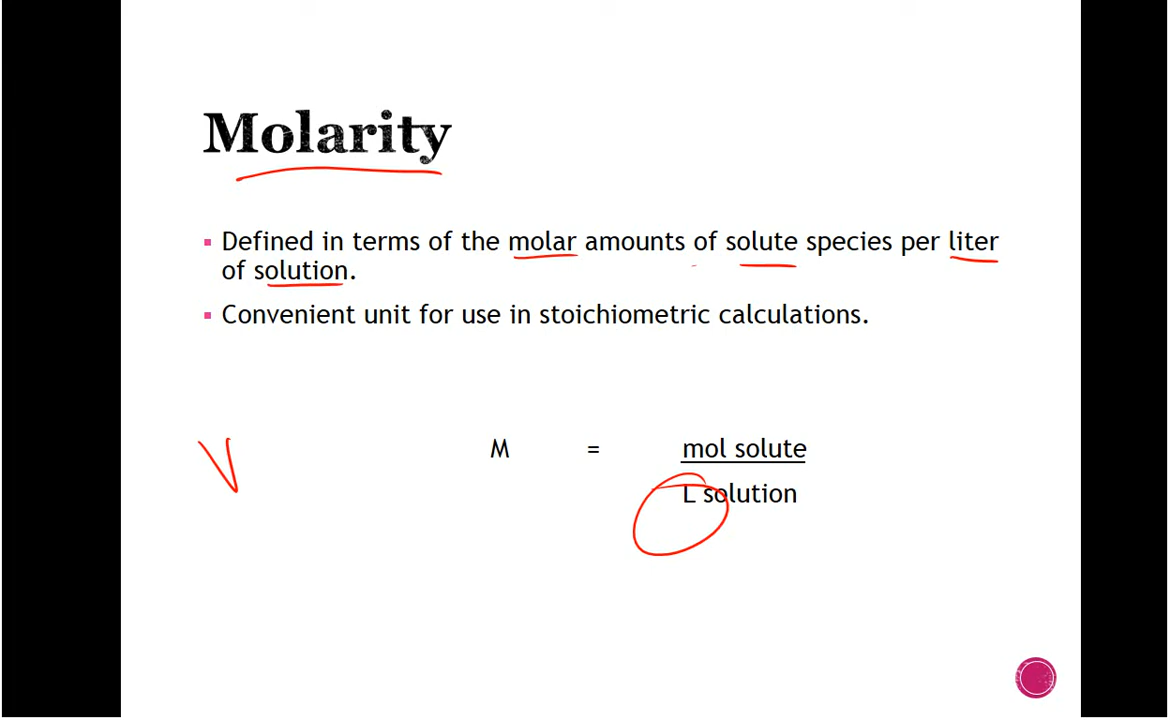 Molarity
Defined in terms of the molar amounts of solute species per liter
of solution.
Convenient unit for use in stoichiometric calculations.
V M = mol solute
L solution